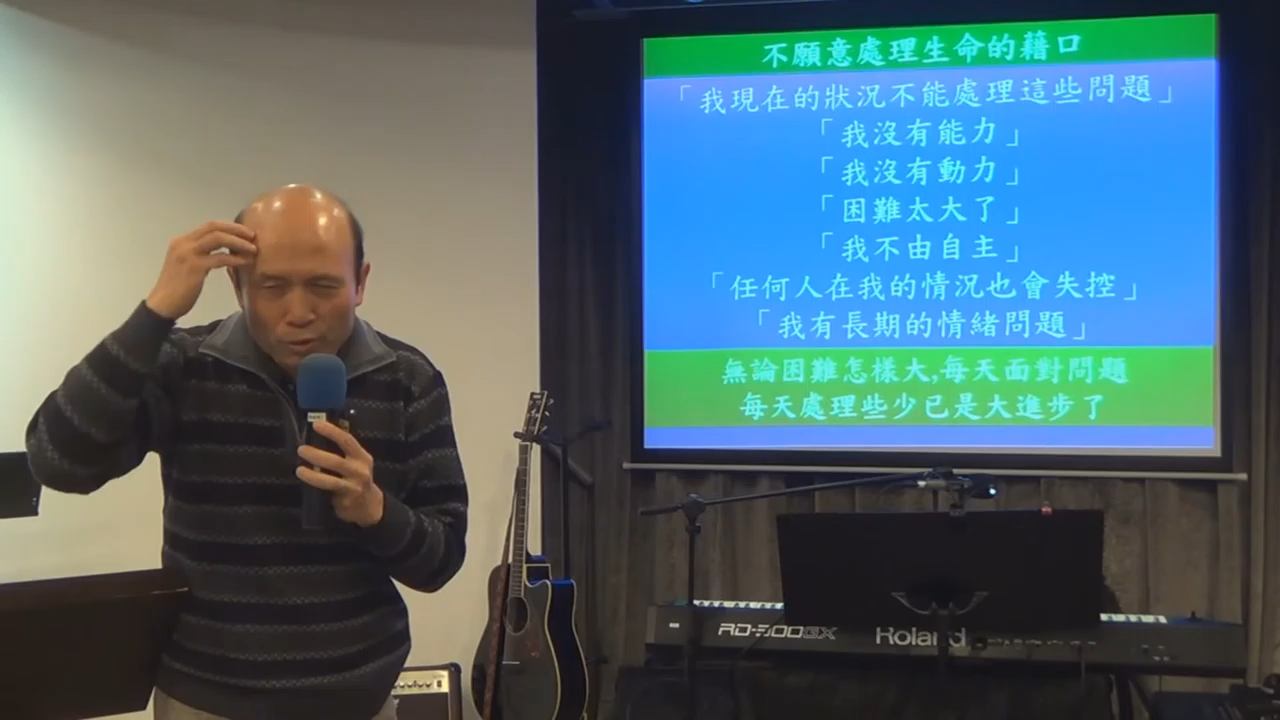 不願意處理生命的藉口
「我現在的狀況不能處理這些問題」
「我沒有能力」
「我沒有動力」
「困難太大了」
「我不由自主」
「任何人在我的情況也會失控」
「我有長期的情緒問題」
無論困難怎樣大,每天面對問題
每天處理些少已是大進步了
RD-300GX Roland